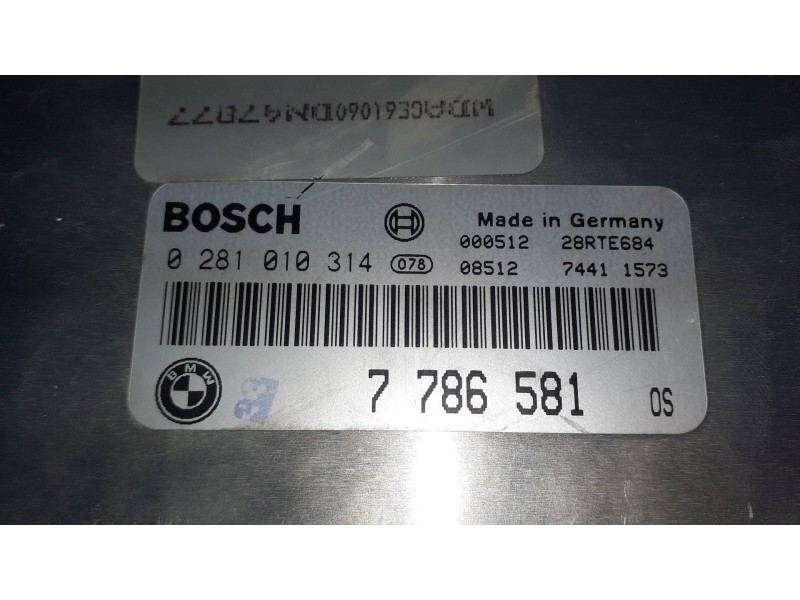 BOSCH
Made in Germany
000512 28RTE684
0 281 010 314 078 08512 7441 1573
BMW
33 7 786 581 OS